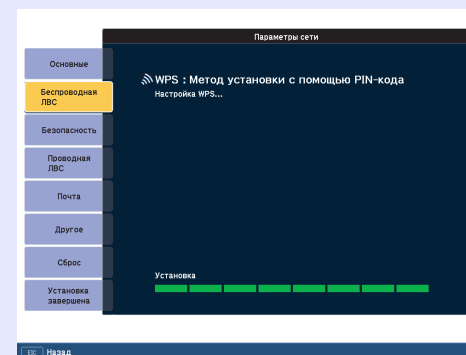 Параметры сети
Основные
Беспроводная
ЛВС
Безопасность
Проводная
ЛВС
Почта
Другое
Сброс
Установка
завершена
WPS : Метод установки с помощью PIN-кода
Настройка WPS...
Установка
ESC Назад